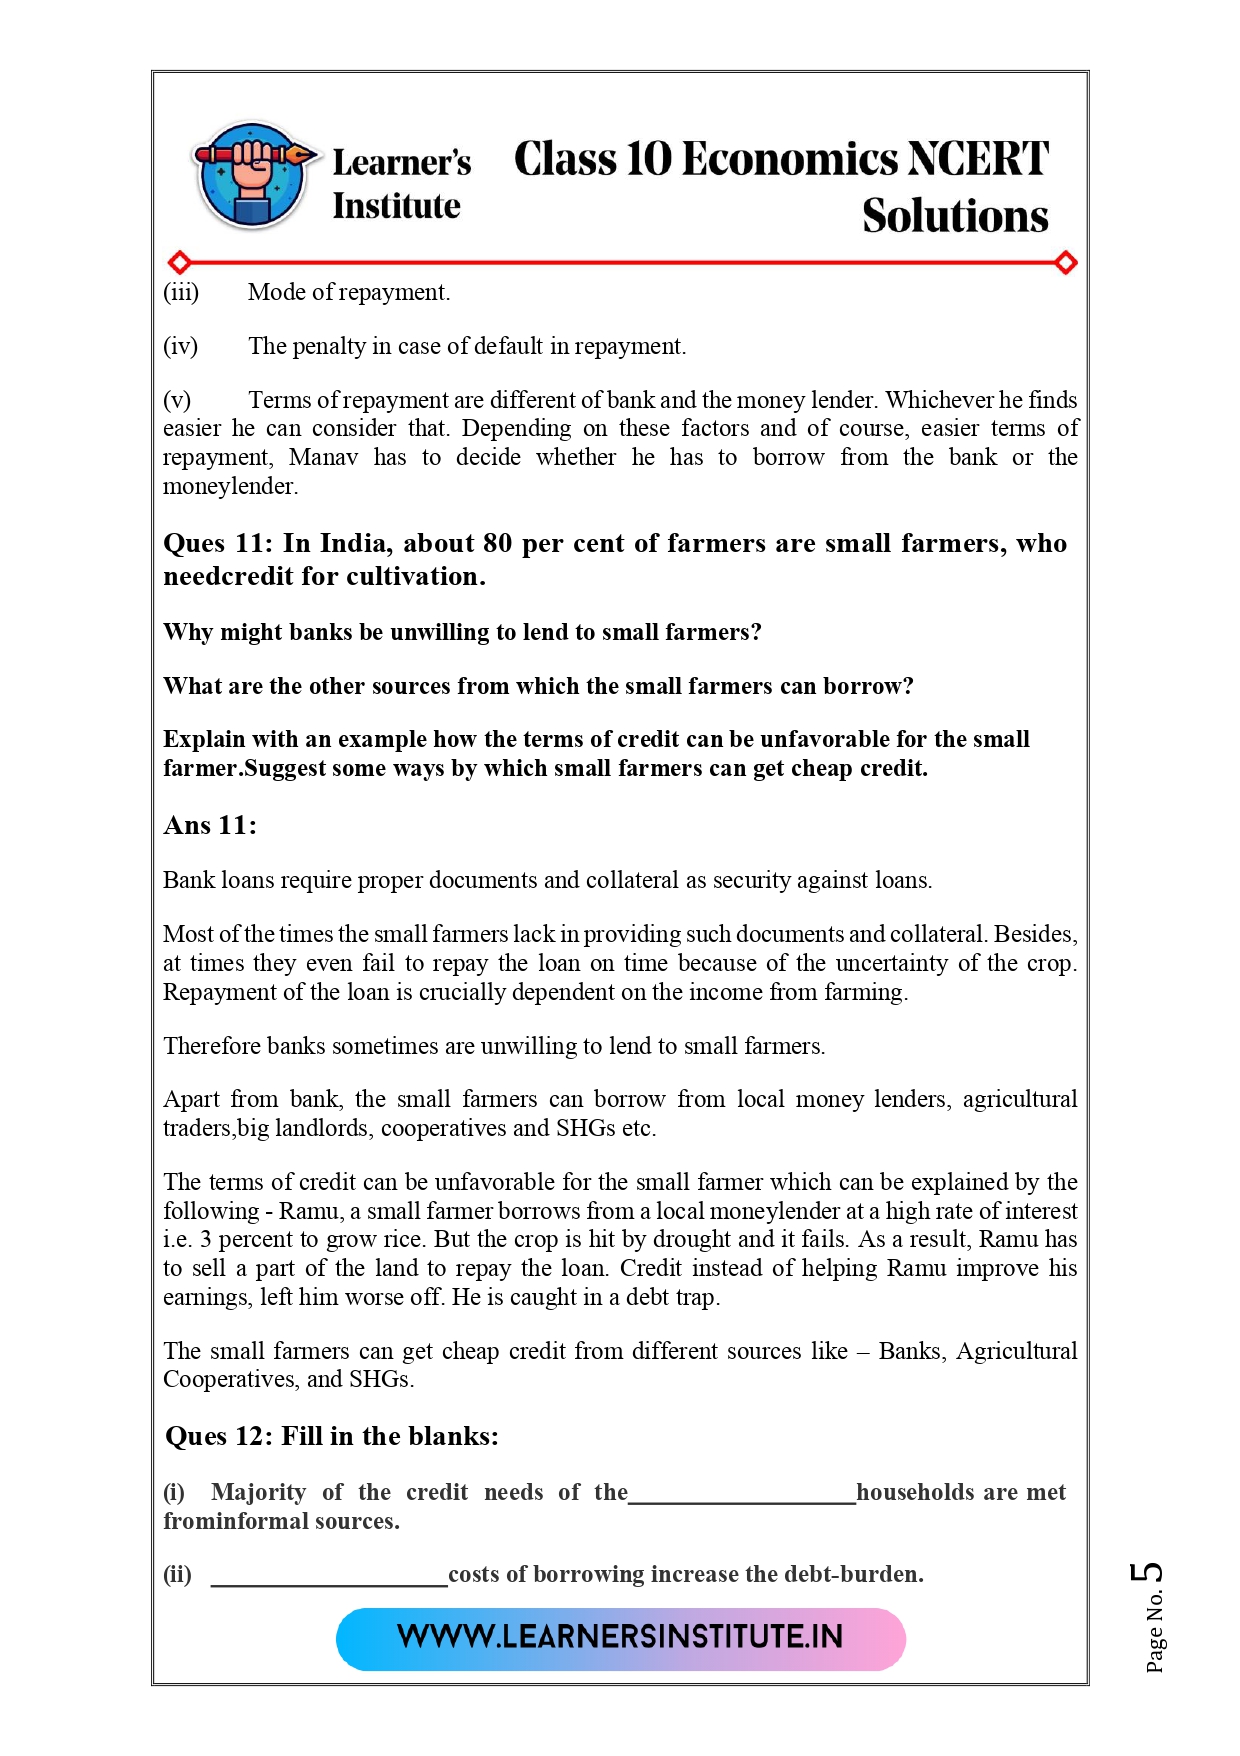 Learner's
Institute
Class 10 Economics NCERT
Solutions
(iii) Mode of repayment.
(iv) The penalty in case of default in repayment.
(v) Terms of repayment are different of bank and the money lender. Whichever he finds
easier he can consider that. Depending on these factors and of course, easier terms of
repayment, Manav has to decide whether he has to borrow from the bank or the
moneylender.
Ques 11: In India, about 80 per cent of farmers are small farmers, who
needcredit for cultivation.
Why might banks be unwilling to lend to small farmers?
What are the other sources from which the small farmers can borrow?
Explain with an example how the terms of credit can be unfavorable for the small
farmer.Suggest some ways by which small farmers can get cheap credit.
Ans 11:
Bank loans require proper documents and collateral as security against loans.
Most of the times the small farmers lack in providing such documents and collateral. Besides,
at times they even fail to repay the loan on time because of the uncertainty of the crop.
Repayment of the loan is crucially dependent on the income from farming.
Therefore banks sometimes are unwilling to lend to small farmers.
Apart from bank, the small farmers can borrow from local money lenders, agricultural
traders,big landlords, cooperatives and SHGs etc.
The terms of credit can be unfavorable for the small farmer which can be explained by the
following - Ramu, a small farmer borrows from a local moneylender at a high rate of interest
i.e. 3 percent to grow rice. But the crop is hit by drought and it fails. As a result, Ramu has
to sell a part of the land to repay the loan. Credit instead of helping Ramu improve his
earnings, left him worse off. He is caught in a debt trap.
The small farmers can get cheap credit from different sources like – Banks, Agricultural
Cooperatives, and SHGs.
Ques 12: Fill in the blanks:
(i) Majority of the credit needs of the_________________households are met
frominformal sources.
(ii) __________________costs of borrowing increase the debt-burden.
WWW.LEARNERSINSTITUTE.IN
Page No. 5